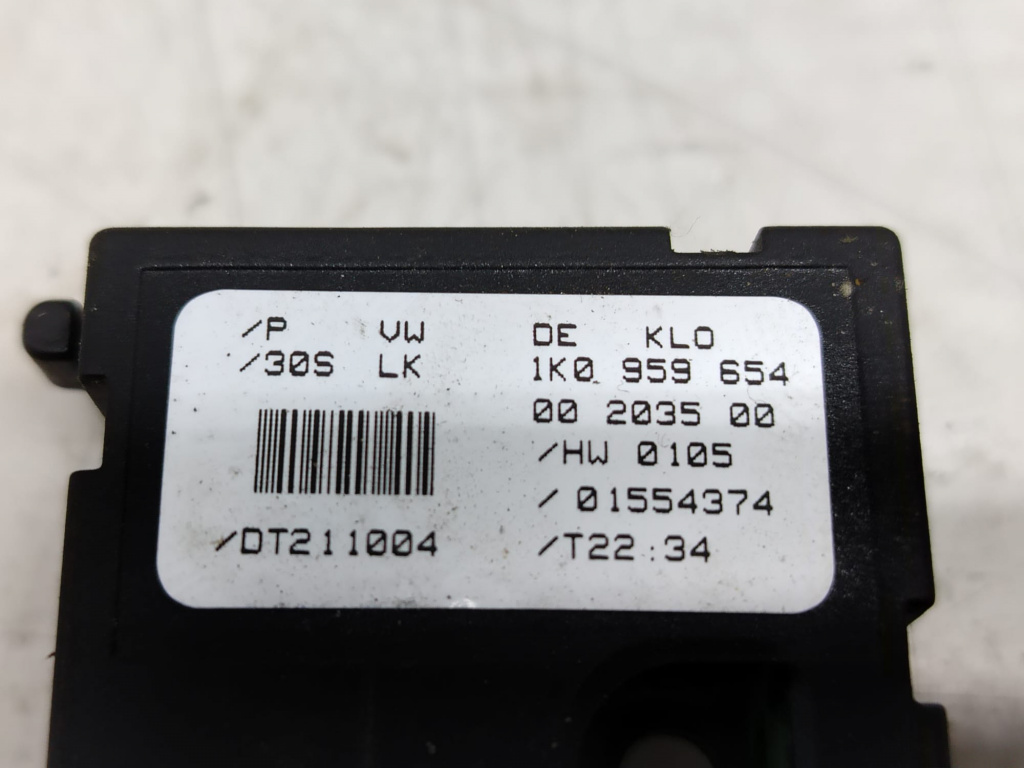 /P VW DE KLO
/30S LK 1K0 959 654
00 2035 00
/HW 0105
/01554374
/DT211004 /T22:34